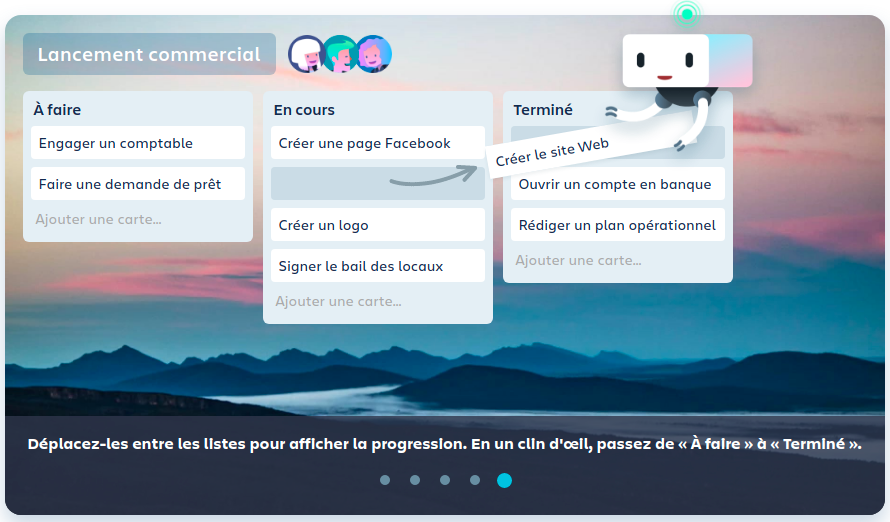 Lancement commercial
À faire
Engager un comptable
Faire une demande de prêt
Ajouter une carte...
En cours
Créer une page Facebook
Créer un logo
Signer le bail des locaux
Ajouter une carte...
Terminé
Créer le site Web
Ouvrir un compte en banque
Rédiger un plan opérationnel
Ajouter une carte...
Déplacez-les entre les listes pour afficher la progression. En un clin d'œil, passez de « À faire » à « Terminé ».